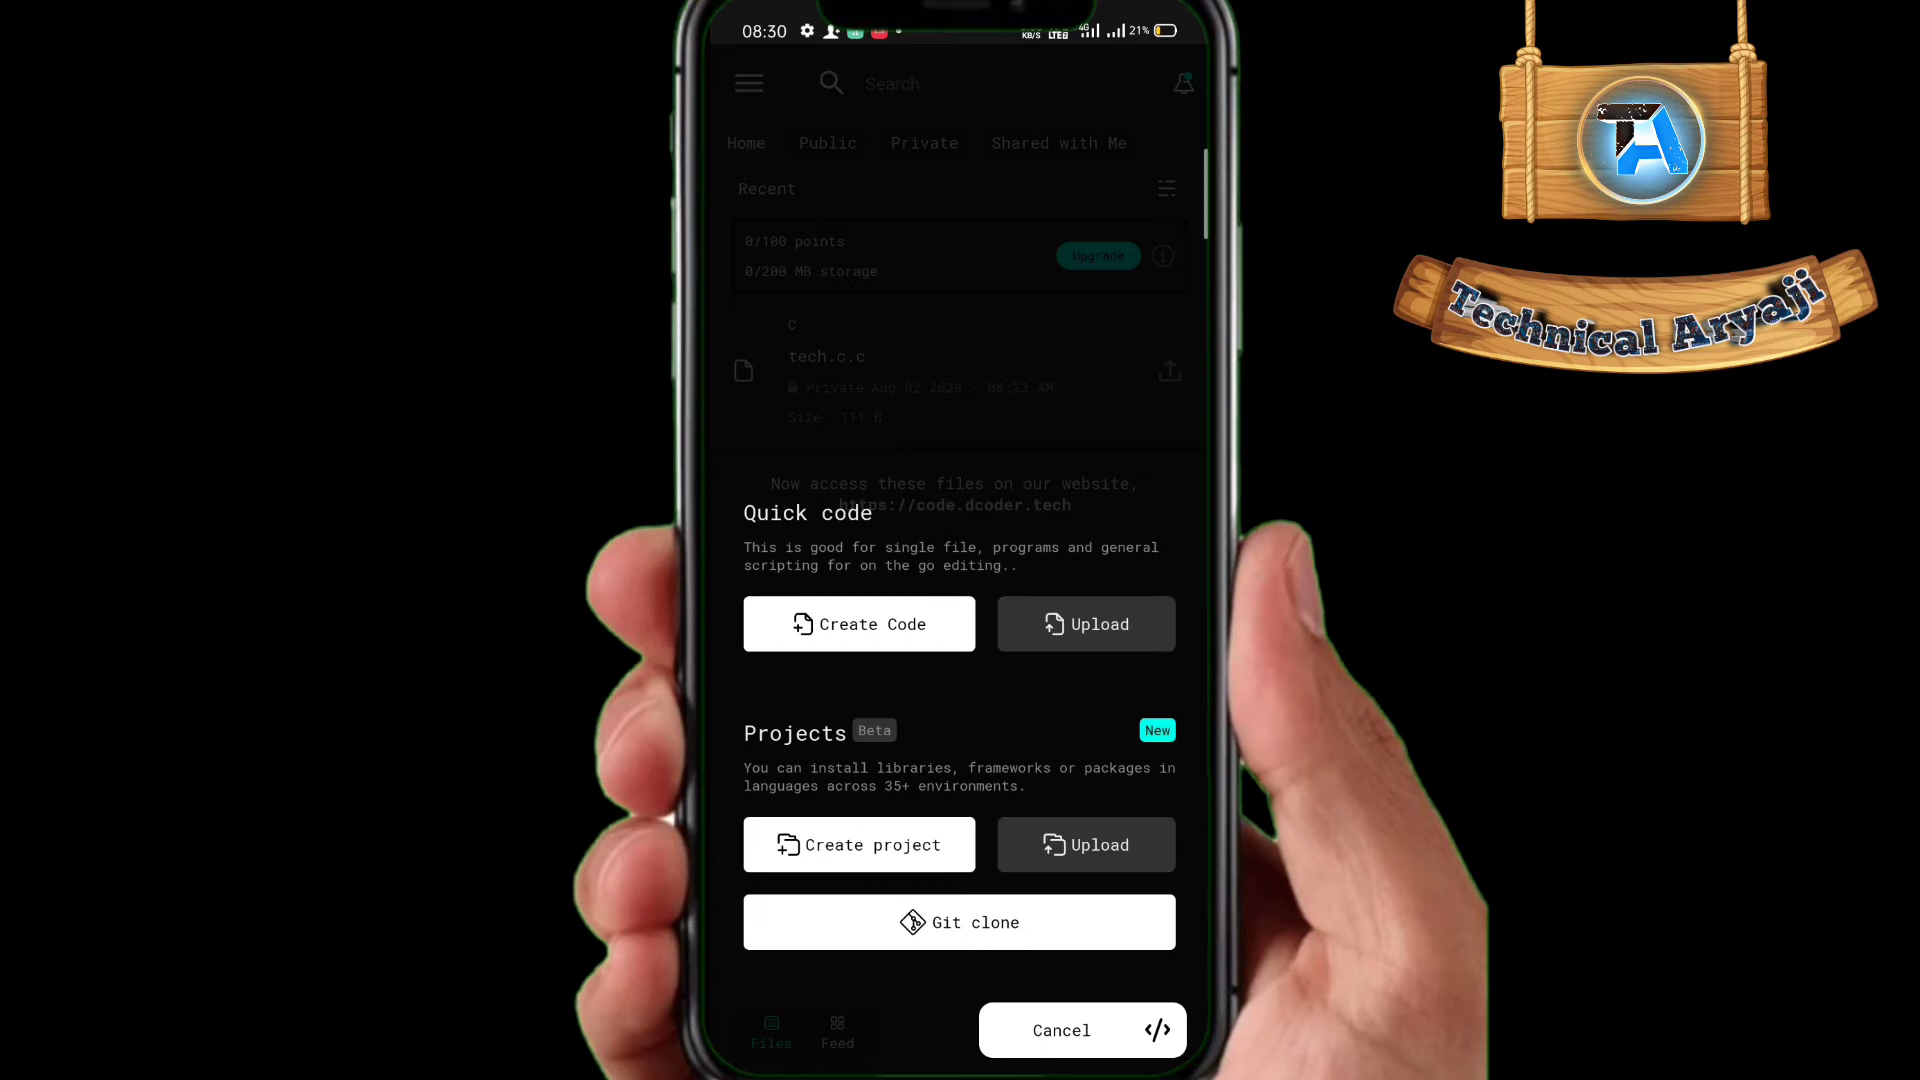 08:30
KB/S LTE2 4G 21%
Search
Home Public Private Shared with Me
Recent
0/100 points
0/200 MB storage
Upgrade
C
tech.c.c
Private Aug 02 2020 - 08:23 AM
Size : 111 B
Now access these files on our website,
https://code.dcoder.tech
Quick code
This is good for single file, programs and general
scripting for on the go editing..
Create Code
Upload
Projects Beta New
You can install libraries, frameworks or packages in
languages across 35+ environments.
Create project
Upload
Git clone
Files Feed
Cancel </>
TA
Technical Aryaji